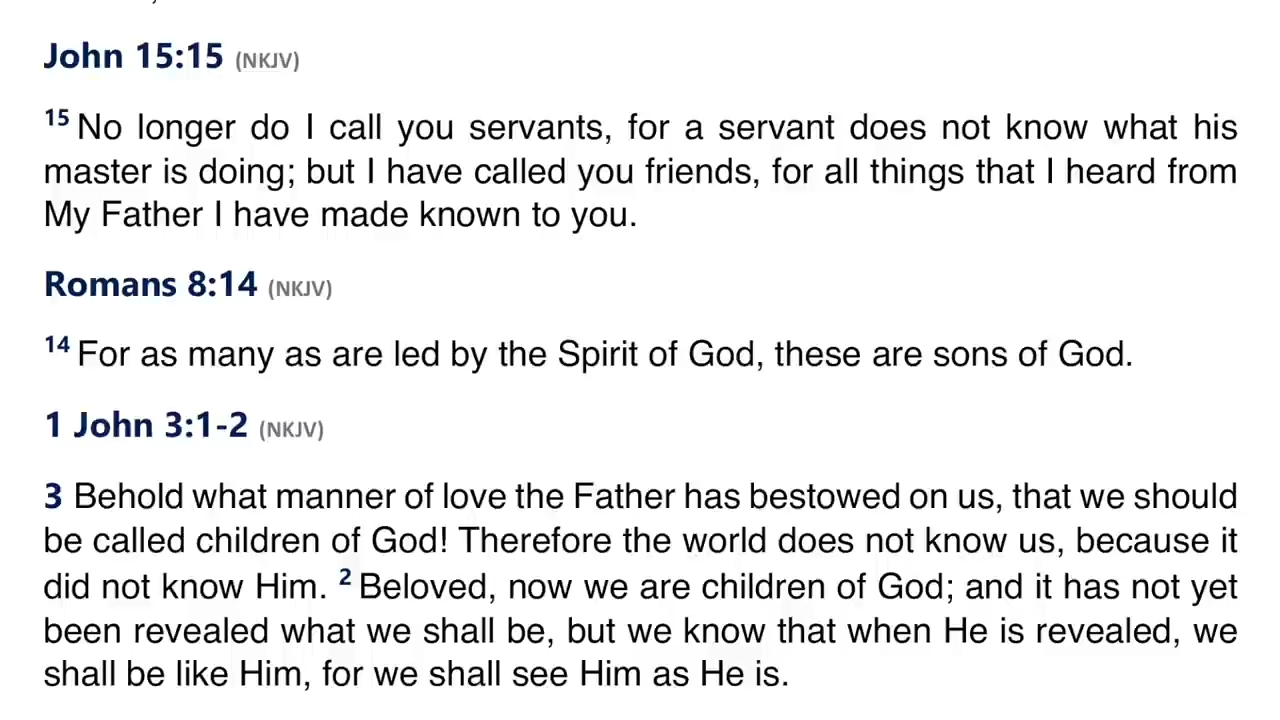 John 15:15 (NKJV)
15 No longer do I call you servants, for a servant does not know what his
master is doing; but I have called you friends, for all things that I heard from
My Father I have made known to you.
Romans 8:14 (NKJV)
14 For as many as are led by the Spirit of God, these are sons of God.
1 John 3:1-2 (NKJV)
3 Behold what manner of love the Father has bestowed on us, that we should
be called children of God! Therefore the world does not know us, because it
did not know Him. 2 Beloved, now we are children of God; and it has not yet
been revealed what we shall be, but we know that when He is revealed, we
shall be like Him, for we shall see Him as He is.